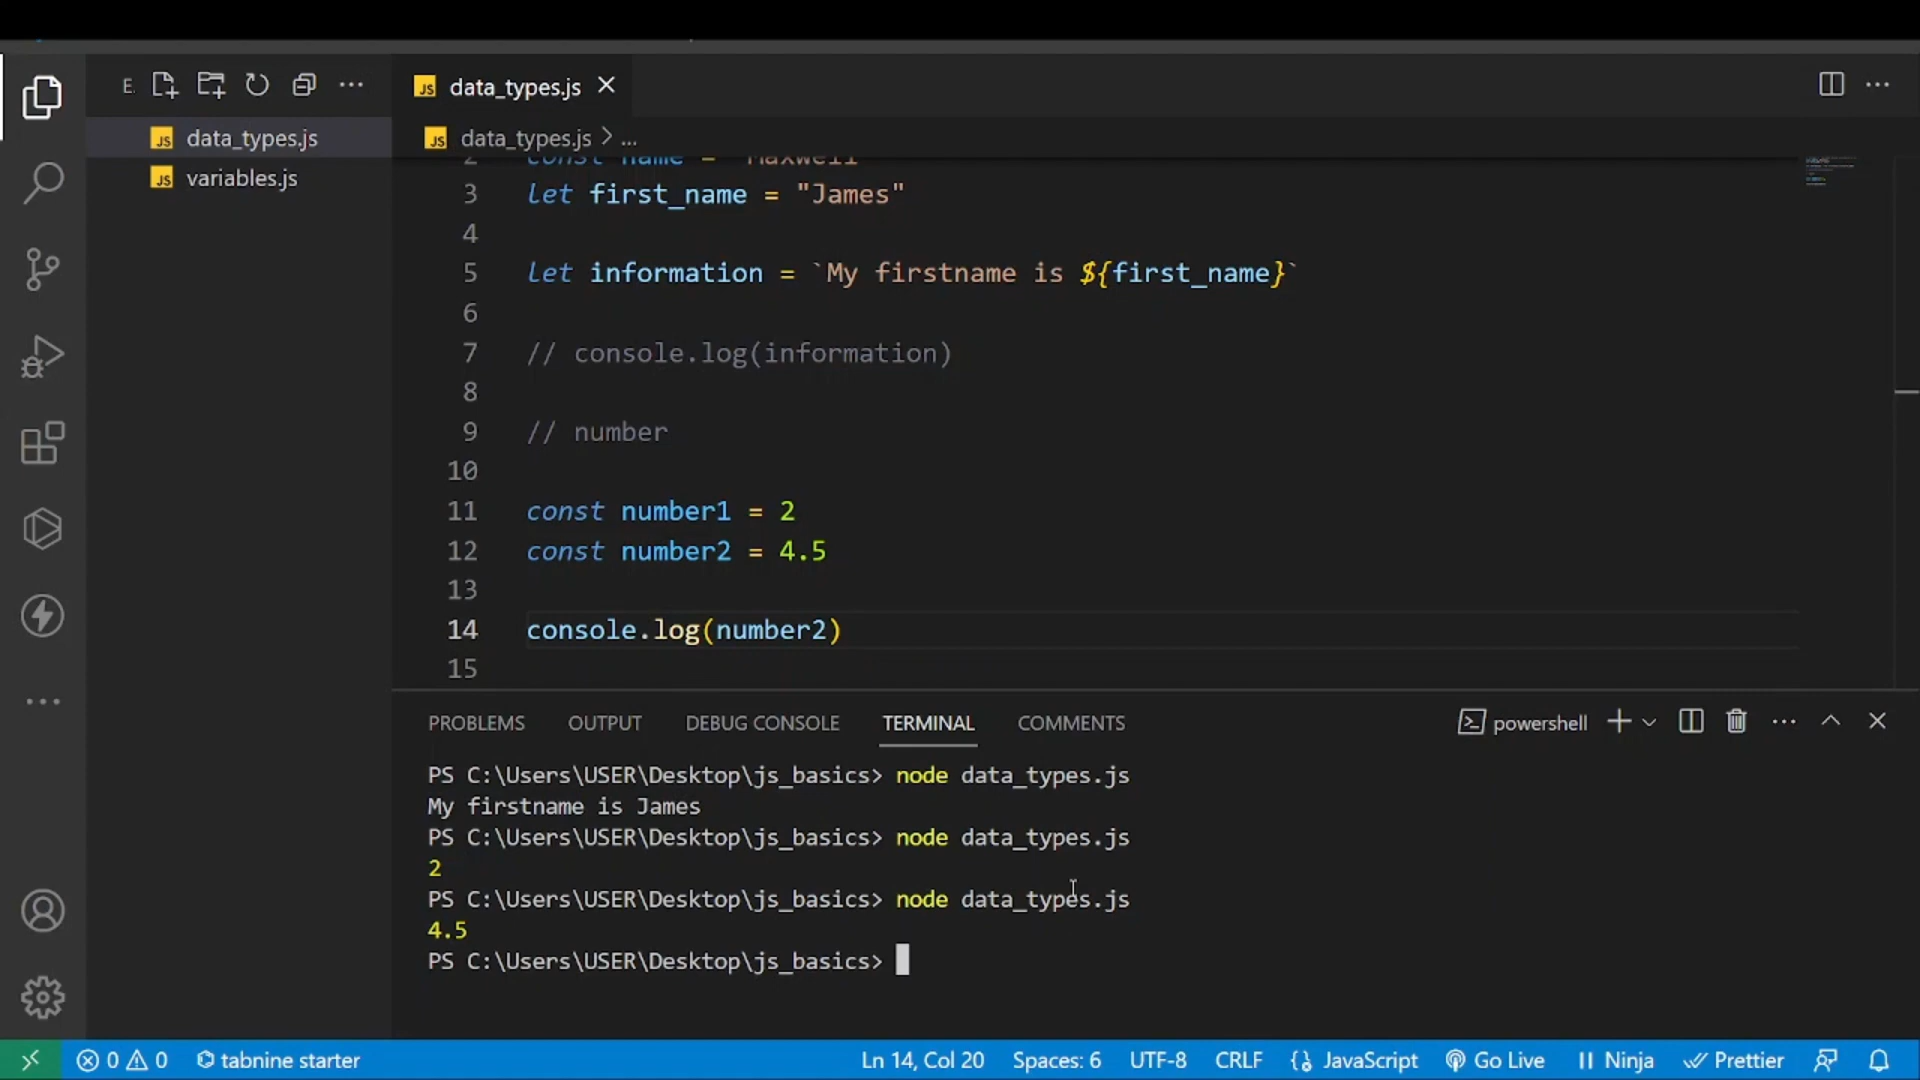 E.
data_types.js
data_types.js
variables.js
data_types.js > ...
2 const name = "Maxwell"
3 let first_name = "James"
4
5 let information = `My firstname is ${first_name}`
6
7 // console.log(information)
8
9 // number
10
11 const number1 = 2
12 const number2 = 4.5
13
14 console.log(number2)
15
PROBLEMS OUTPUT DEBUG CONSOLE TERMINAL COMMENTS powershell
PS C:\Users\USER\Desktop\js_basics> node data_types.js
My firstname is James
PS C:\Users\USER\Desktop\js_basics> node data_types.js
2
PS C:\Users\USER\Desktop\js_basics> node data_types.js
4.5
PS C:\Users\USER\Desktop\js_basics>
0 0 tabnine starter Ln 14, Col 20 Spaces: 6 UTF-8 CRLF JavaScript Go Live Ninja Prettier